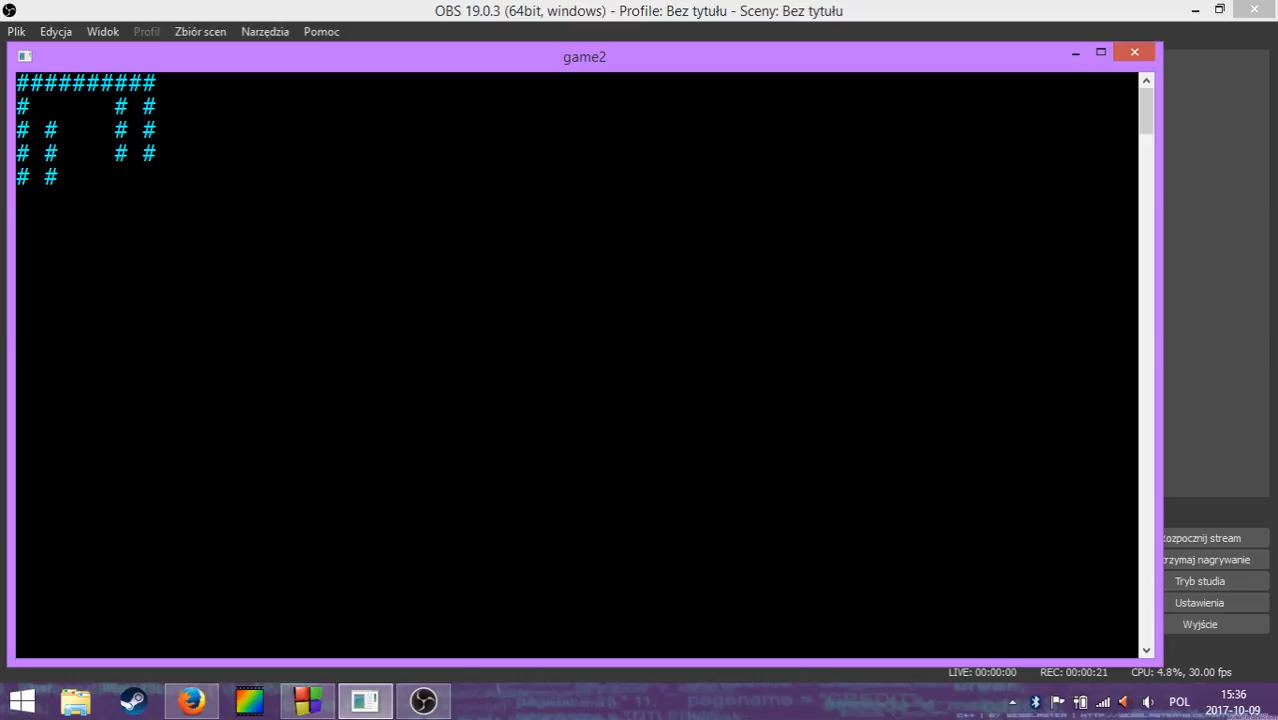 OBS 19.0.3 (64bit, windows) - Profile: Bez tytułu - Sceny: Bez tytułu
Plik Edycja Widok Profil Zbiór scen Narzędzia Pomoc
game2
##########
#      # #
# #    # #
# #    # #
# #
Rozpocznij stream
trzymaj nagrywanie
Tryb studia
Ustawienia
Wyjście
LIVE: 00:00:00 REC: 00:00:21 CPU: 4.8%, 30.00 fps
POL
15:36
2017-10-09